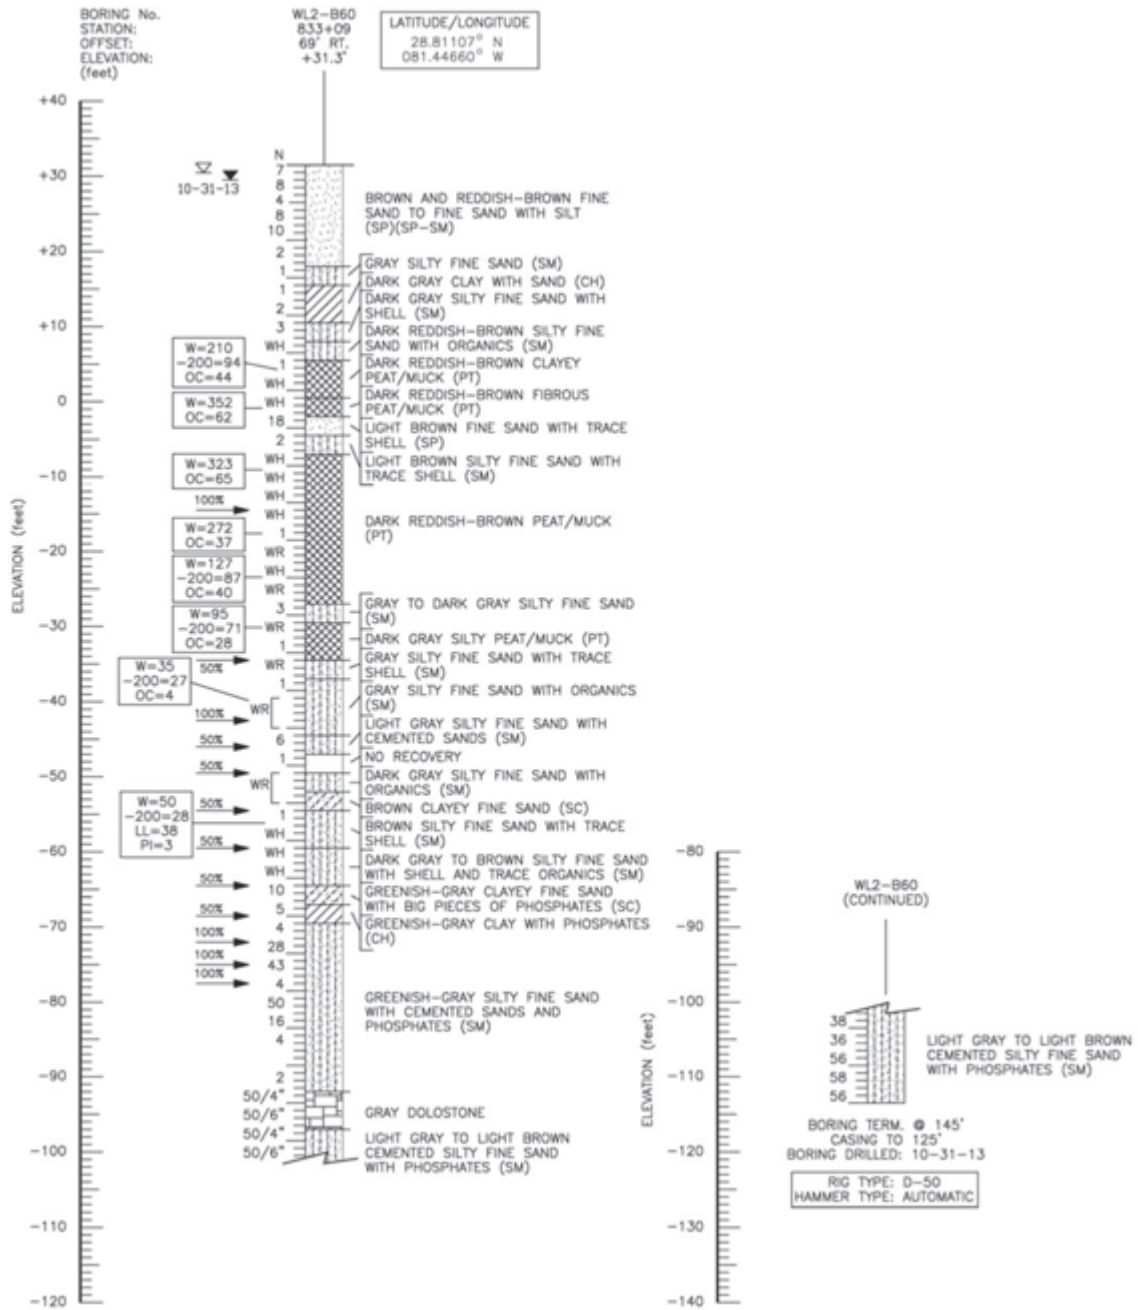 BORING No.
STATION:
OFFSET:
ELEVATION:
(feet)
WL2-B60
833+09
69' RT.
+31.3'
LATITUDE/LONGITUDE
28.81107° N
081.44660° W
ELEVATION (feet)
+40
+30
+20
+10
0
-10
-20
-30
-40
-50
-60
-70
-80
-90
-100
-110
-120
10-31-13
W=210
-200=94
OC=44
W=352
OC=62
W=323
OC=65
100%
W=272
OC=37
W=127
-200=87
OC=40
W=95
-200=71
OC=28
50%
W=35
-200=27
OC=4
100%
50%
50%
W=50
-200=28
LL=38
PI=3
50%
50%
50%
50%
100%
100%
100%
N
7
8
4
8
10
2
1
1
2
3
WH
1
WH
WH
18
2
WH
WH
WH
WH
1
WR
WH
WR
3
WR
1
WR
1
WR
6
1
WR
1
WH
WH
WH
10
5
4
28
43
4
50
16
4
2
50/4"
50/6"
50/4"
50/6"
BROWN AND REDDISH-BROWN FINE
SAND TO FINE SAND WITH SILT
(SP)(SP-SM)
GRAY SILTY FINE SAND (SM)
DARK GRAY CLAY WITH SAND (CH)
DARK GRAY SILTY FINE SAND WITH
SHELL (SM)
DARK REDDISH-BROWN SILTY FINE
SAND WITH ORGANICS (SM)
DARK REDDISH-BROWN CLAYEY
PEAT/MUCK (PT)
DARK REDDISH-BROWN FIBROUS
PEAT/MUCK (PT)
LIGHT BROWN FINE SAND WITH TRACE
SHELL (SP)
LIGHT BROWN SILTY FINE SAND WITH
TRACE SHELL (SM)
DARK REDDISH-BROWN PEAT/MUCK
(PT)
GRAY TO DARK GRAY SILTY FINE SAND
(SM)
DARK GRAY SILTY PEAT/MUCK (PT)
GRAY SILTY FINE SAND WITH TRACE
SHELL (SM)
GRAY SILTY FINE SAND WITH ORGANICS
(SM)
LIGHT GRAY SILTY FINE SAND WITH
CEMENTED SANDS (SM)
NO RECOVERY
DARK GRAY SILTY FINE SAND WITH
ORGANICS (SM)
BROWN CLAYEY FINE SAND (SC)
BROWN SILTY FINE SAND WITH TRACE
SHELL (SM)
DARK GRAY TO BROWN SILTY FINE SAND
WITH SHELL AND TRACE ORGANICS (SM)
GREENISH-GRAY CLAYEY FINE SAND
WITH BIG PIECES OF PHOSPHATES (SC)
GREENISH-GRAY CLAY WITH PHOSPHATES
(CH)
GREENISH-GRAY SILTY FINE SAND
WITH CEMENTED SANDS AND
PHOSPHATES (SM)
GRAY DOLOSTONE
LIGHT GRAY TO LIGHT BROWN
CEMENTED SILTY FINE SAND
WITH PHOSPHATES (SM)
ELEVATION (feet)
-80
-90
-100
-110
-120
-130
-140
WL2-B60
(CONTINUED)
38
36
56
58
56
LIGHT GRAY TO LIGHT BROWN
CEMENTED SILTY FINE SAND
WITH PHOSPHATES (SM)
BORING TERM. @ 145'
CASING TO 125'
BORING DRILLED: 10-31-13
RIG TYPE: D-50
HAMMER TYPE: AUTOMATIC